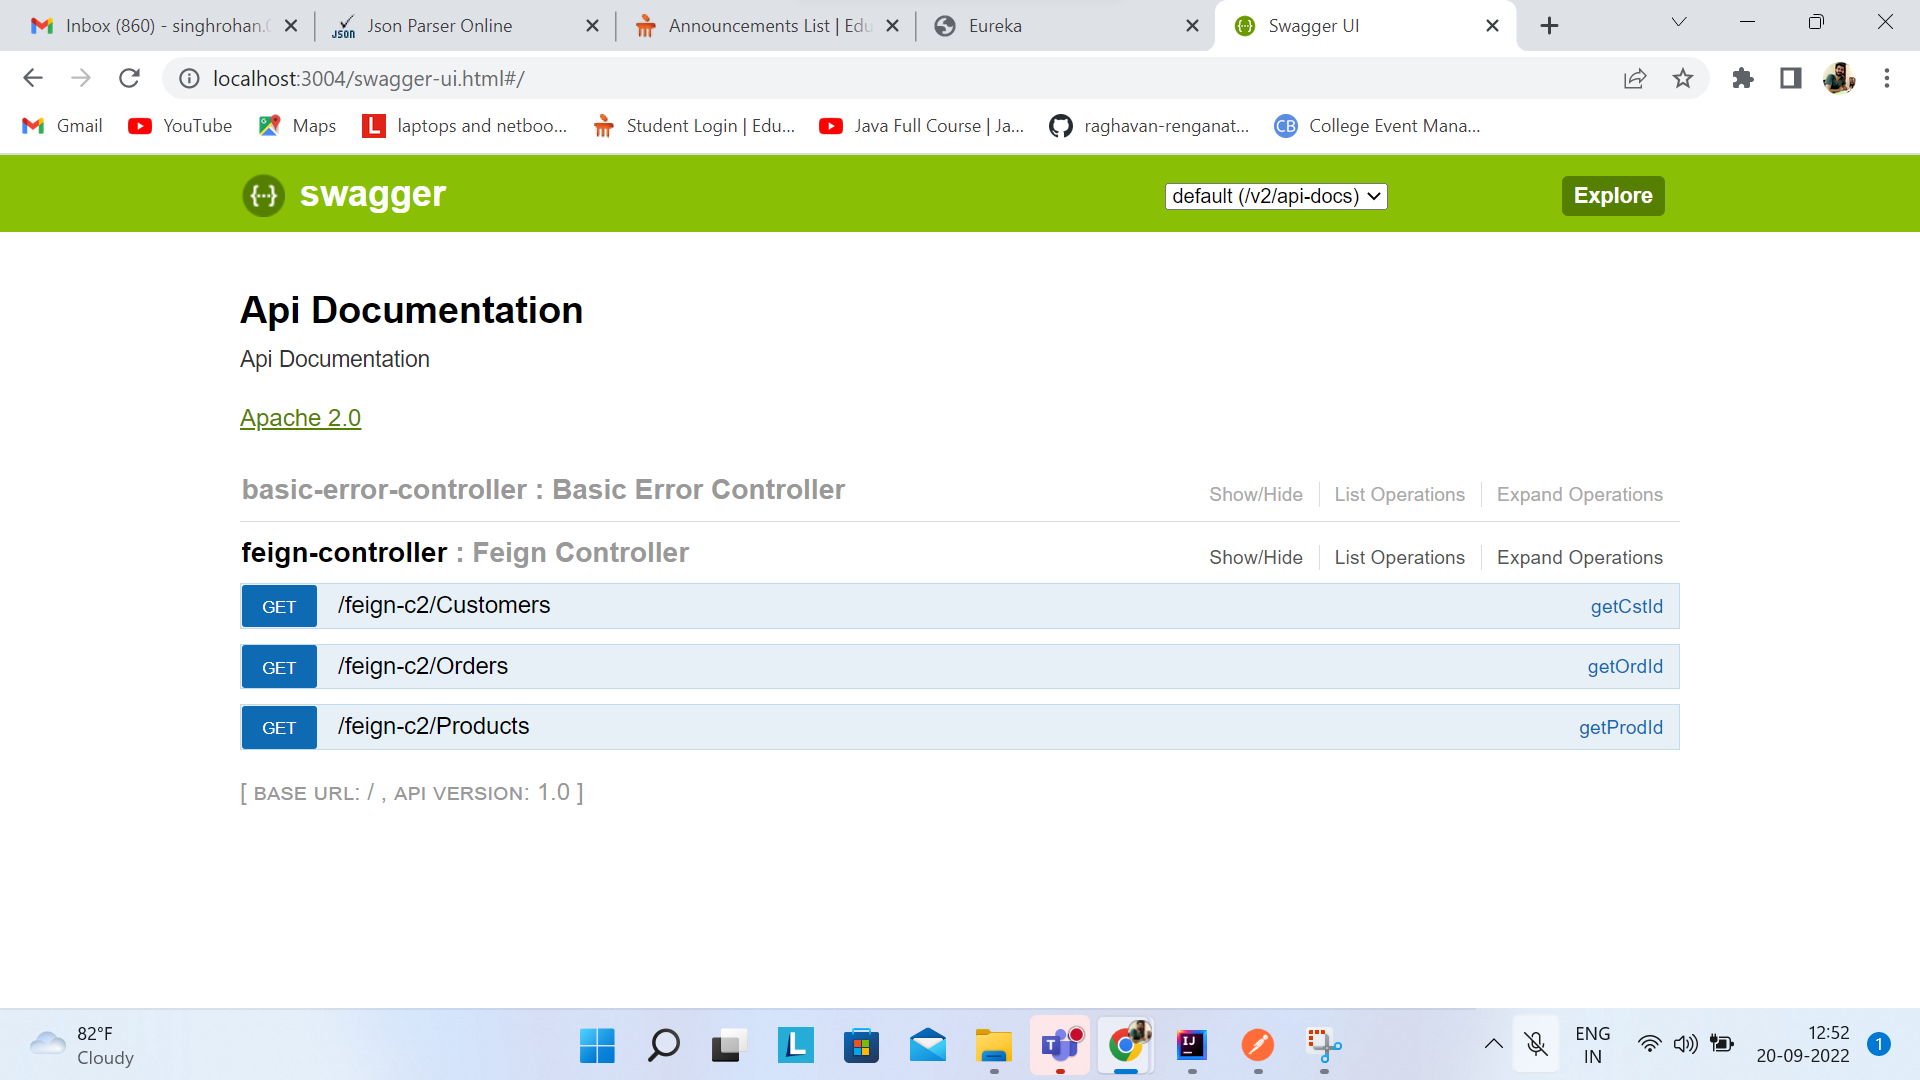 Inbox (860) - singhrohan.
Json Parser Online
Announcements List | Edu
Eureka
Swagger UI
localhost:3004/swagger-ui.html#/
Gmail
YouTube
Maps
laptops and netboo...
Student Login | Edu...
Java Full Course | Ja...
raghavan-renganat...
CB
College Event Mana...
{···} swagger
default (/v2/api-docs)
Explore
Api Documentation
Api Documentation
Apache 2.0
basic-error-controller : Basic Error Controller
Show/Hide
List Operations
Expand Operations
feign-controller : Feign Controller
Show/Hide
List Operations
Expand Operations
GET /feign-c2/Customers getCstId
GET /feign-c2/Orders getOrdId
GET /feign-c2/Products getProdId
[ BASE URL: / , API VERSION: 1.0 ]
82°F
Cloudy
ENG
IN
12:52
20-09-2022
1